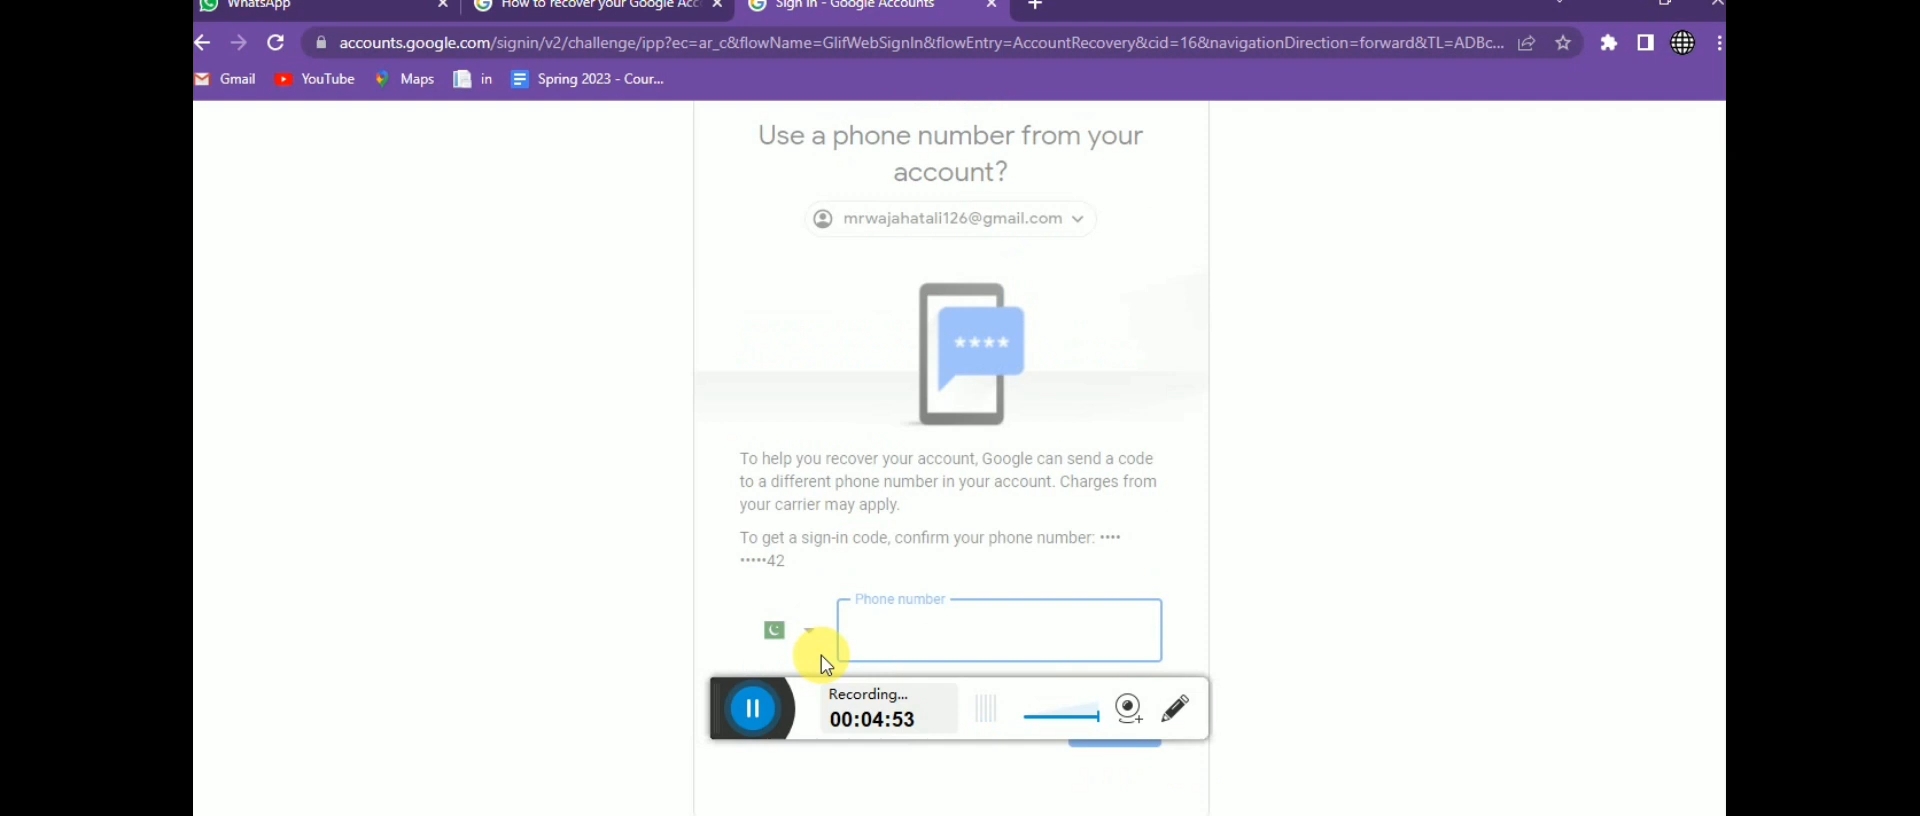 WhatsApp
How to recover your Google Acc
Sign in - Google Accounts
accounts.google.com/signin/v2/challenge/ipp?ec=ar_c&flowName=GlifWebSignIn&flowEntry=AccountRecovery&cid=16&navigationDirection=forward&TL=ADBc...
Gmail YouTube Maps in Spring 2023 - Cour...
Use a phone number from your
account?
mrwajahatali126@gmail.com
****
To help you recover your account, Google can send a code
to a different phone number in your account. Charges from
your carrier may apply.
To get a sign-in code, confirm your phone number: ••••
•••••42
Phone number
Recording...
00:04:53